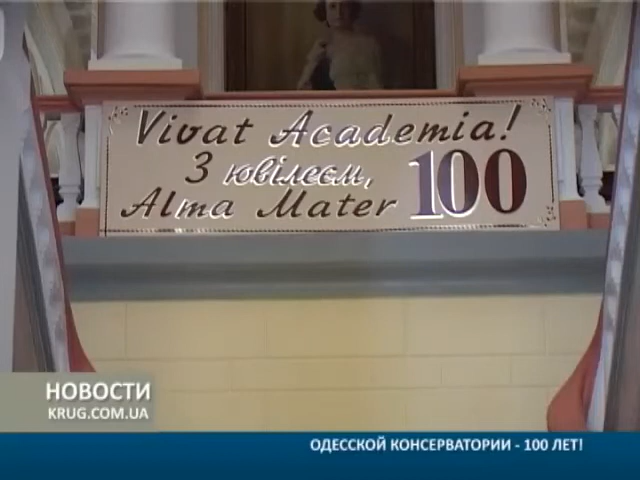 Vivat Academia!
З ювілеєм,
Alma Mater 100
НОВОСТИ
KRUG.COM.UA
ОДЕССКОЙ КОНСЕРВАТОРИИ - 100 ЛЕТ!